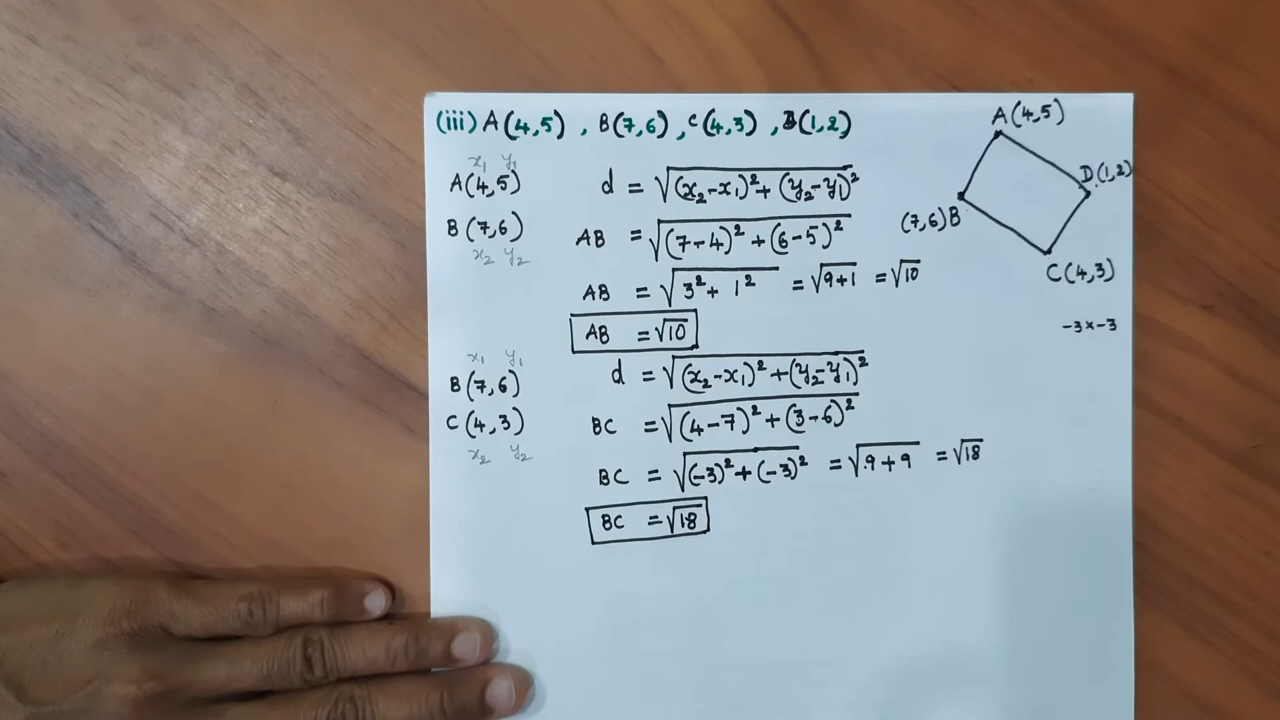 (iii) A(4,5) , B(7,6) , C(4,3) , D(1,2)
x₁ y₁
A(4,5) d = √(x₂-x₁)² + (y₂-y₁)²
B(7,6) AB = √(7-4)² + (6-5)²
x₂ y₂
AB = √3² + 1² = √9+1 = √10
AB = √10
x₁ y₁
B(7,6) d = √(x₂-x₁)² + (y₂-y₁)²
C(4,3) BC = √(4-7)² + (3-6)²
x₂ y₂
BC = √(-3)² + (-3)² = √9+9 = √18
BC = √18
A(4,5)
D(1,2)
(7,6)B
C(4,3)
-3×-3